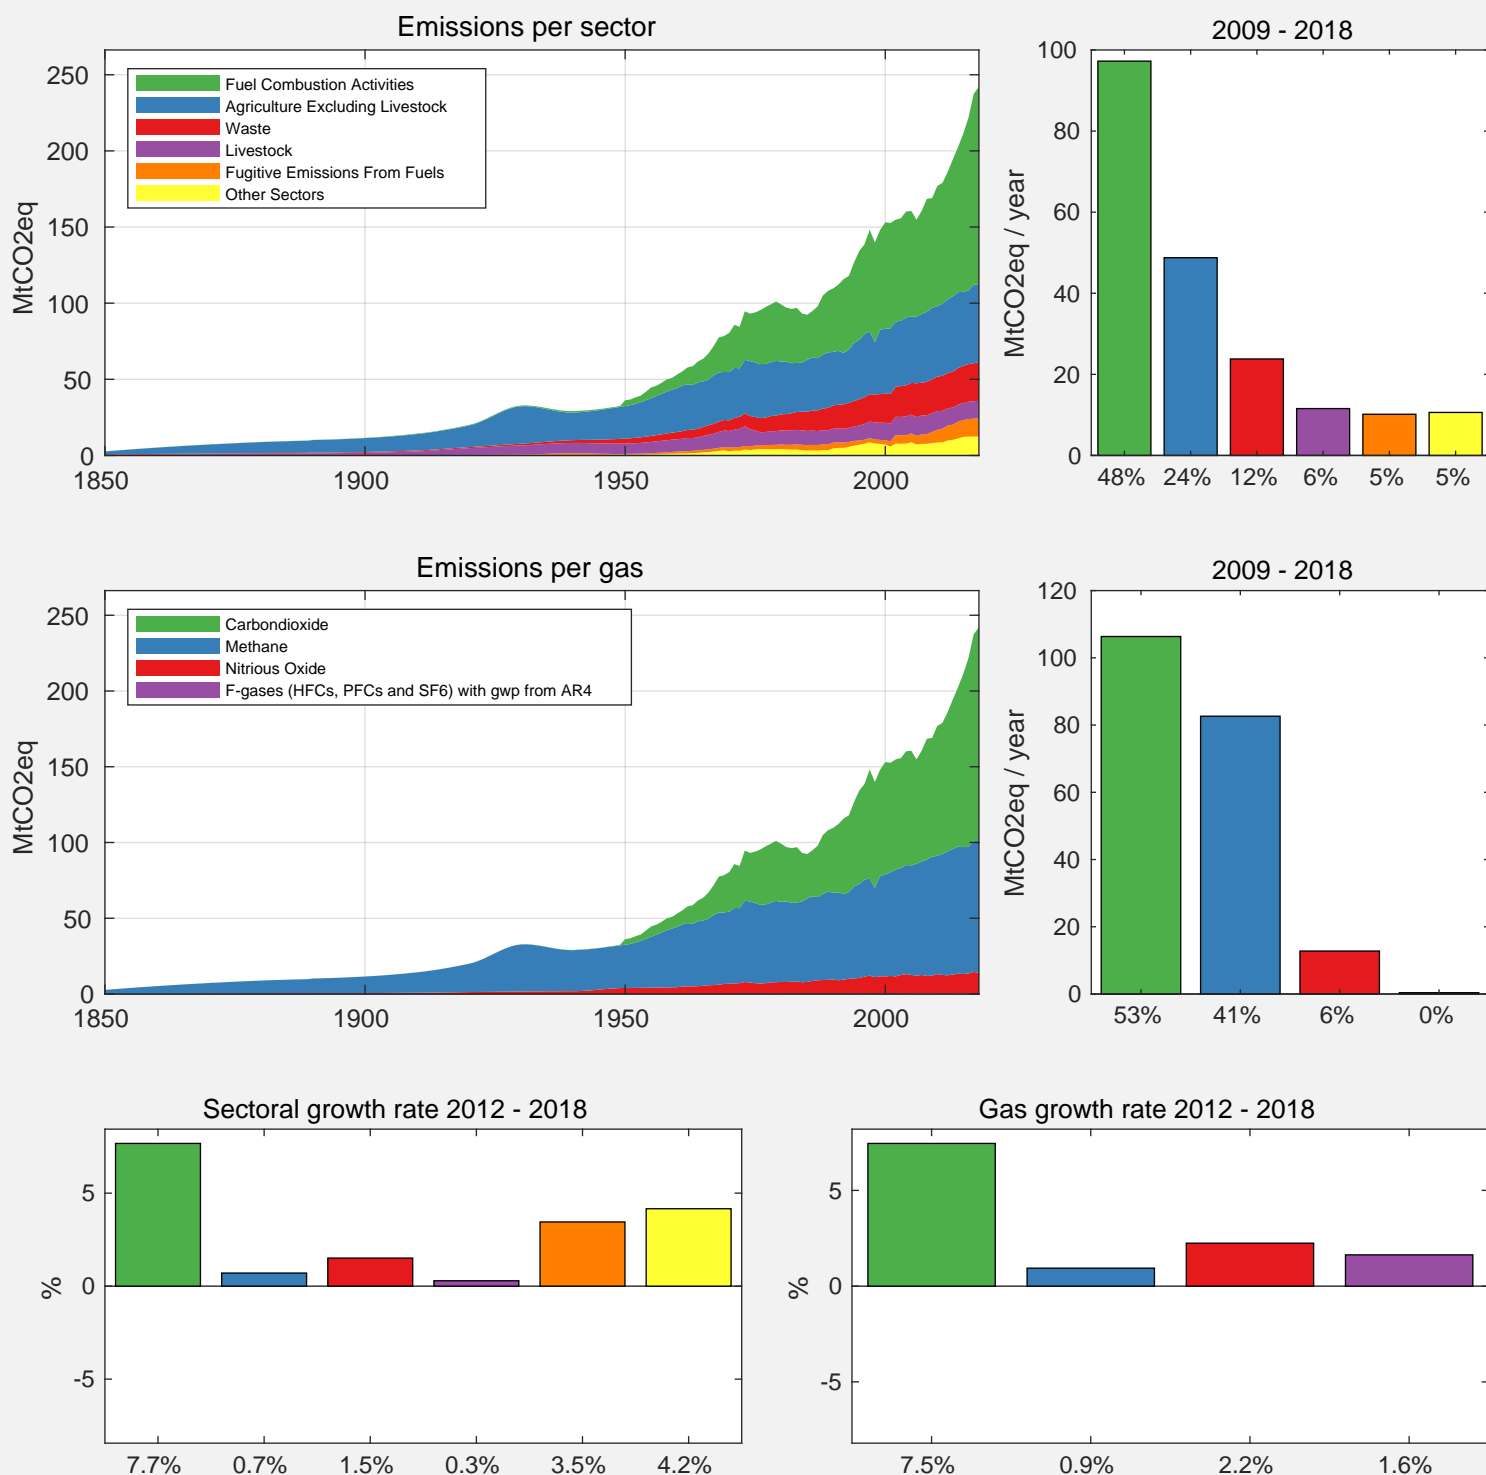 Emissions per sector
250
200
150
100
50
0
MtCO2eq
Fuel Combustion Activities
Agriculture Excluding Livestock
Waste
Livestock
Fugitive Emissions From Fuels
Other Sectors
1850 1900 1950 2000
2009 - 2018
100
80
60
40
20
0
MtCO2eq / year
48% 24% 12% 6% 5% 5%
Emissions per gas
250
200
150
100
50
0
MtCO2eq
Carbondioxide
Methane
Nitrious Oxide
F-gases (HFCs, PFCs and SF6) with gwp from AR4
1850 1900 1950 2000
2009 - 2018
120
100
80
60
40
20
0
MtCO2eq / year
53% 41% 6% 0%
Sectoral growth rate 2012 - 2018
5
0
-5
%
7.7% 0.7% 1.5% 0.3% 3.5% 4.2%
Gas growth rate 2012 - 2018
5
0
-5
%
7.5% 0.9% 2.2% 1.6%